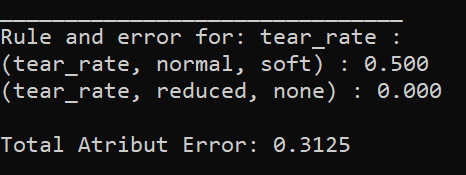 ________________________________
Rule and error for: tear_rate :
(tear_rate, normal, soft) : 0.500
(tear_rate, reduced, none) : 0.000
Total Atribut Error: 0.3125